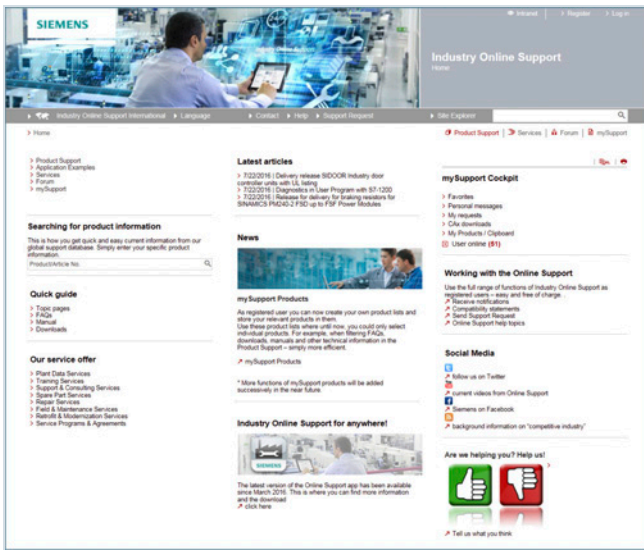 SIEMENS
Intranet
Register
Log in
Industry Online Support
Home
Industry Online Support International
Language
Contact
Help
Support Request
Site Explorer
> Home
Product Support
Services
Forum
mySupport
> Product Support
> Application Examples
> Services
> Forum
> mySupport
Searching for product information
This is how you get quick and easy current information from our
global support database. Simply enter your specific product
information.
Product/Article No.
Quick guide
> Topic pages
> FAQs
> Manual
> Downloads
Our service offer
> Plant Data Services
> Training Services
> Support & Consulting Services
> Spare Part Services
> Repair Services
> Field & Maintenance Services
> Retrofit & Modernization Services
> Service Programs & Agreements
Latest articles
> 7/22/2016 | Delivery release SIDOOR Industry door
controller units with UL listing
> 7/22/2016 | Diagnostics in User Program with S7-1200
> 7/22/2016 | Release for delivery for braking resistors for
SINAMICS PM240-2 FSD up to FSF Power Modules
News
mySupport Products
As registered user you can now create your own product lists and
store your relevant products in them.
Use these product lists where until now, you could only select
individual products. For example, when filtering FAQs,
downloads, manuals and other technical information in the
Product Support – simply more efficient.
mySupport Products
* More functions of mySupport products will be added
successively in the near future.
Industry Online Support for anywhere!
SIEMENS
The latest version of the Online Support app has been available
since March 2016. This is where you can find more information
and the download
click here
mySupport Cockpit
> Favorites
> Personal messages
> My requests
> CAx downloads
> My Products / Clipboard
User online (51)
Working with the Online Support
Use the full range of functions of Industry Online Support as
registered users – easy and free of charge.
Receive notifications
Compatibility statements
Send Support Request
Online Support help topics
Social Media
follow us on Twitter
current videos from Online Support
Siemens on Facebook
background information on "competitive industry"
Are we helping you? Help us!
Tell us what you think